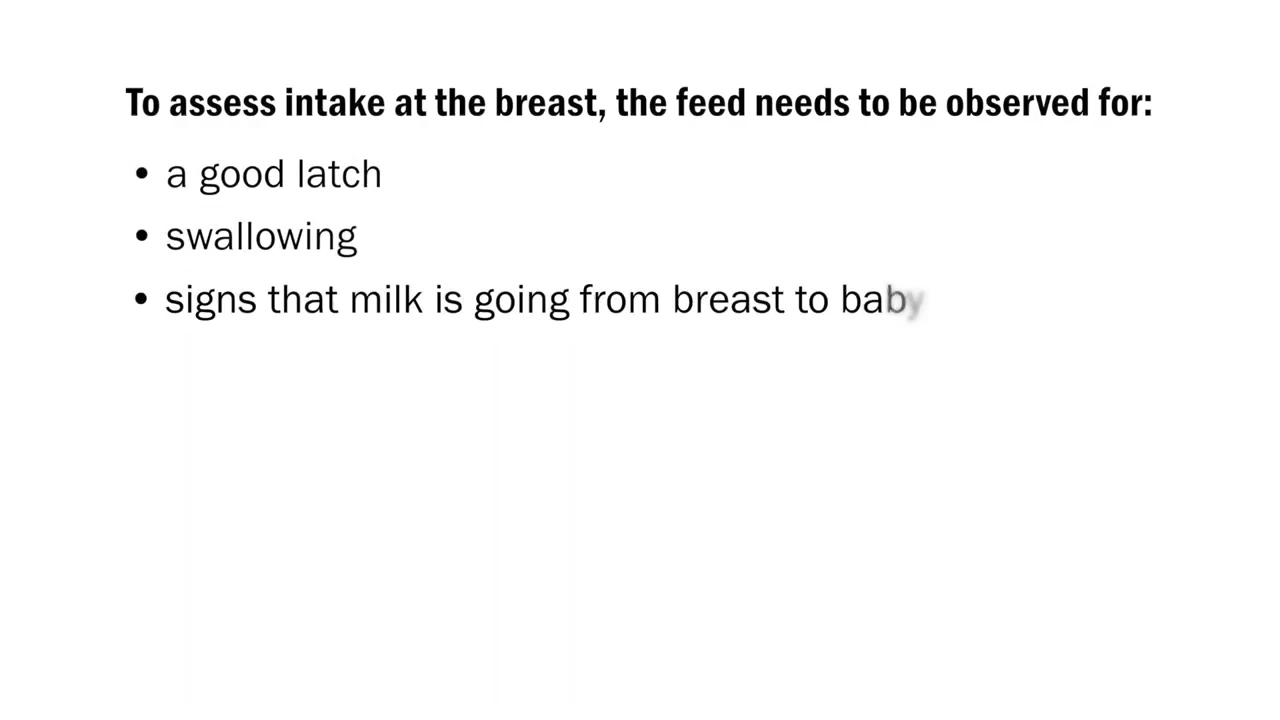 To assess intake at the breast, the feed needs to be observed for:
• a good latch
• swallowing
• signs that milk is going from breast to baby